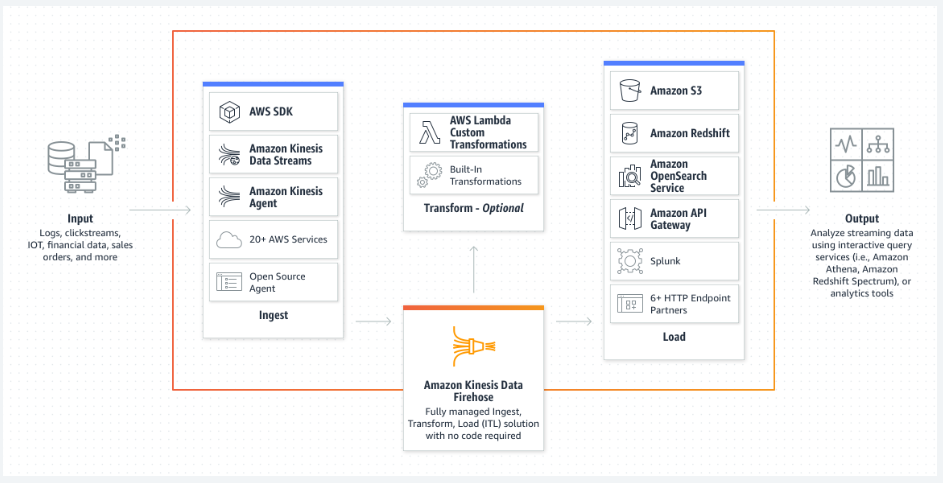 Input
Logs, clickstreams,
IOT, financial data, sales
orders, and more
AWS SDK
Amazon Kinesis
Data Streams
Amazon Kinesis
Agent
20+ AWS Services
Open Source
Agent
Ingest
AWS Lambda
Custom
Transformations
Built-In
Transformations
Transform - Optional
Amazon Kinesis Data
Firehose
Fully managed Ingest,
Transform, Load (ITL) solution
with no code required
Amazon S3
Amazon Redshift
Amazon
OpenSearch
Service
Amazon API
Gateway
Splunk
6+ HTTP Endpoint
Partners
Load
Output
Analyze streaming data
using interactive query
services (i.e., Amazon
Athena, Amazon
Redshift Spectrum), or
analytics tools